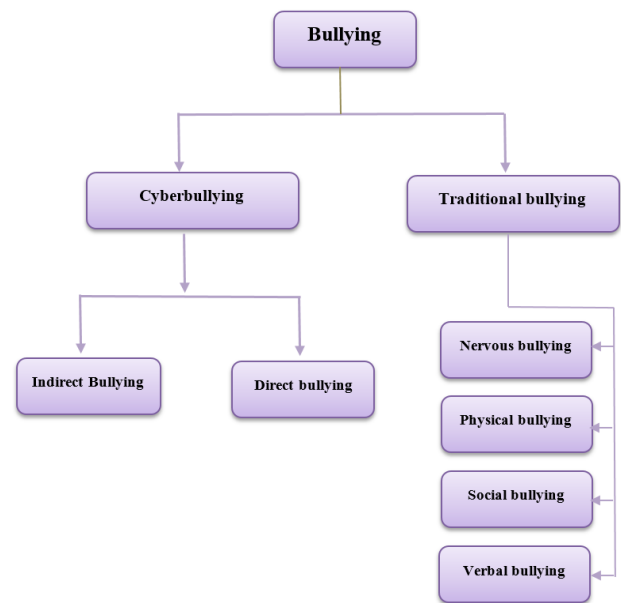 Bullying
Cyberbullying
Traditional bullying
Indirect Bullying
Direct bullying
Nervous bullying
Physical bullying
Social bullying
Verbal bullying